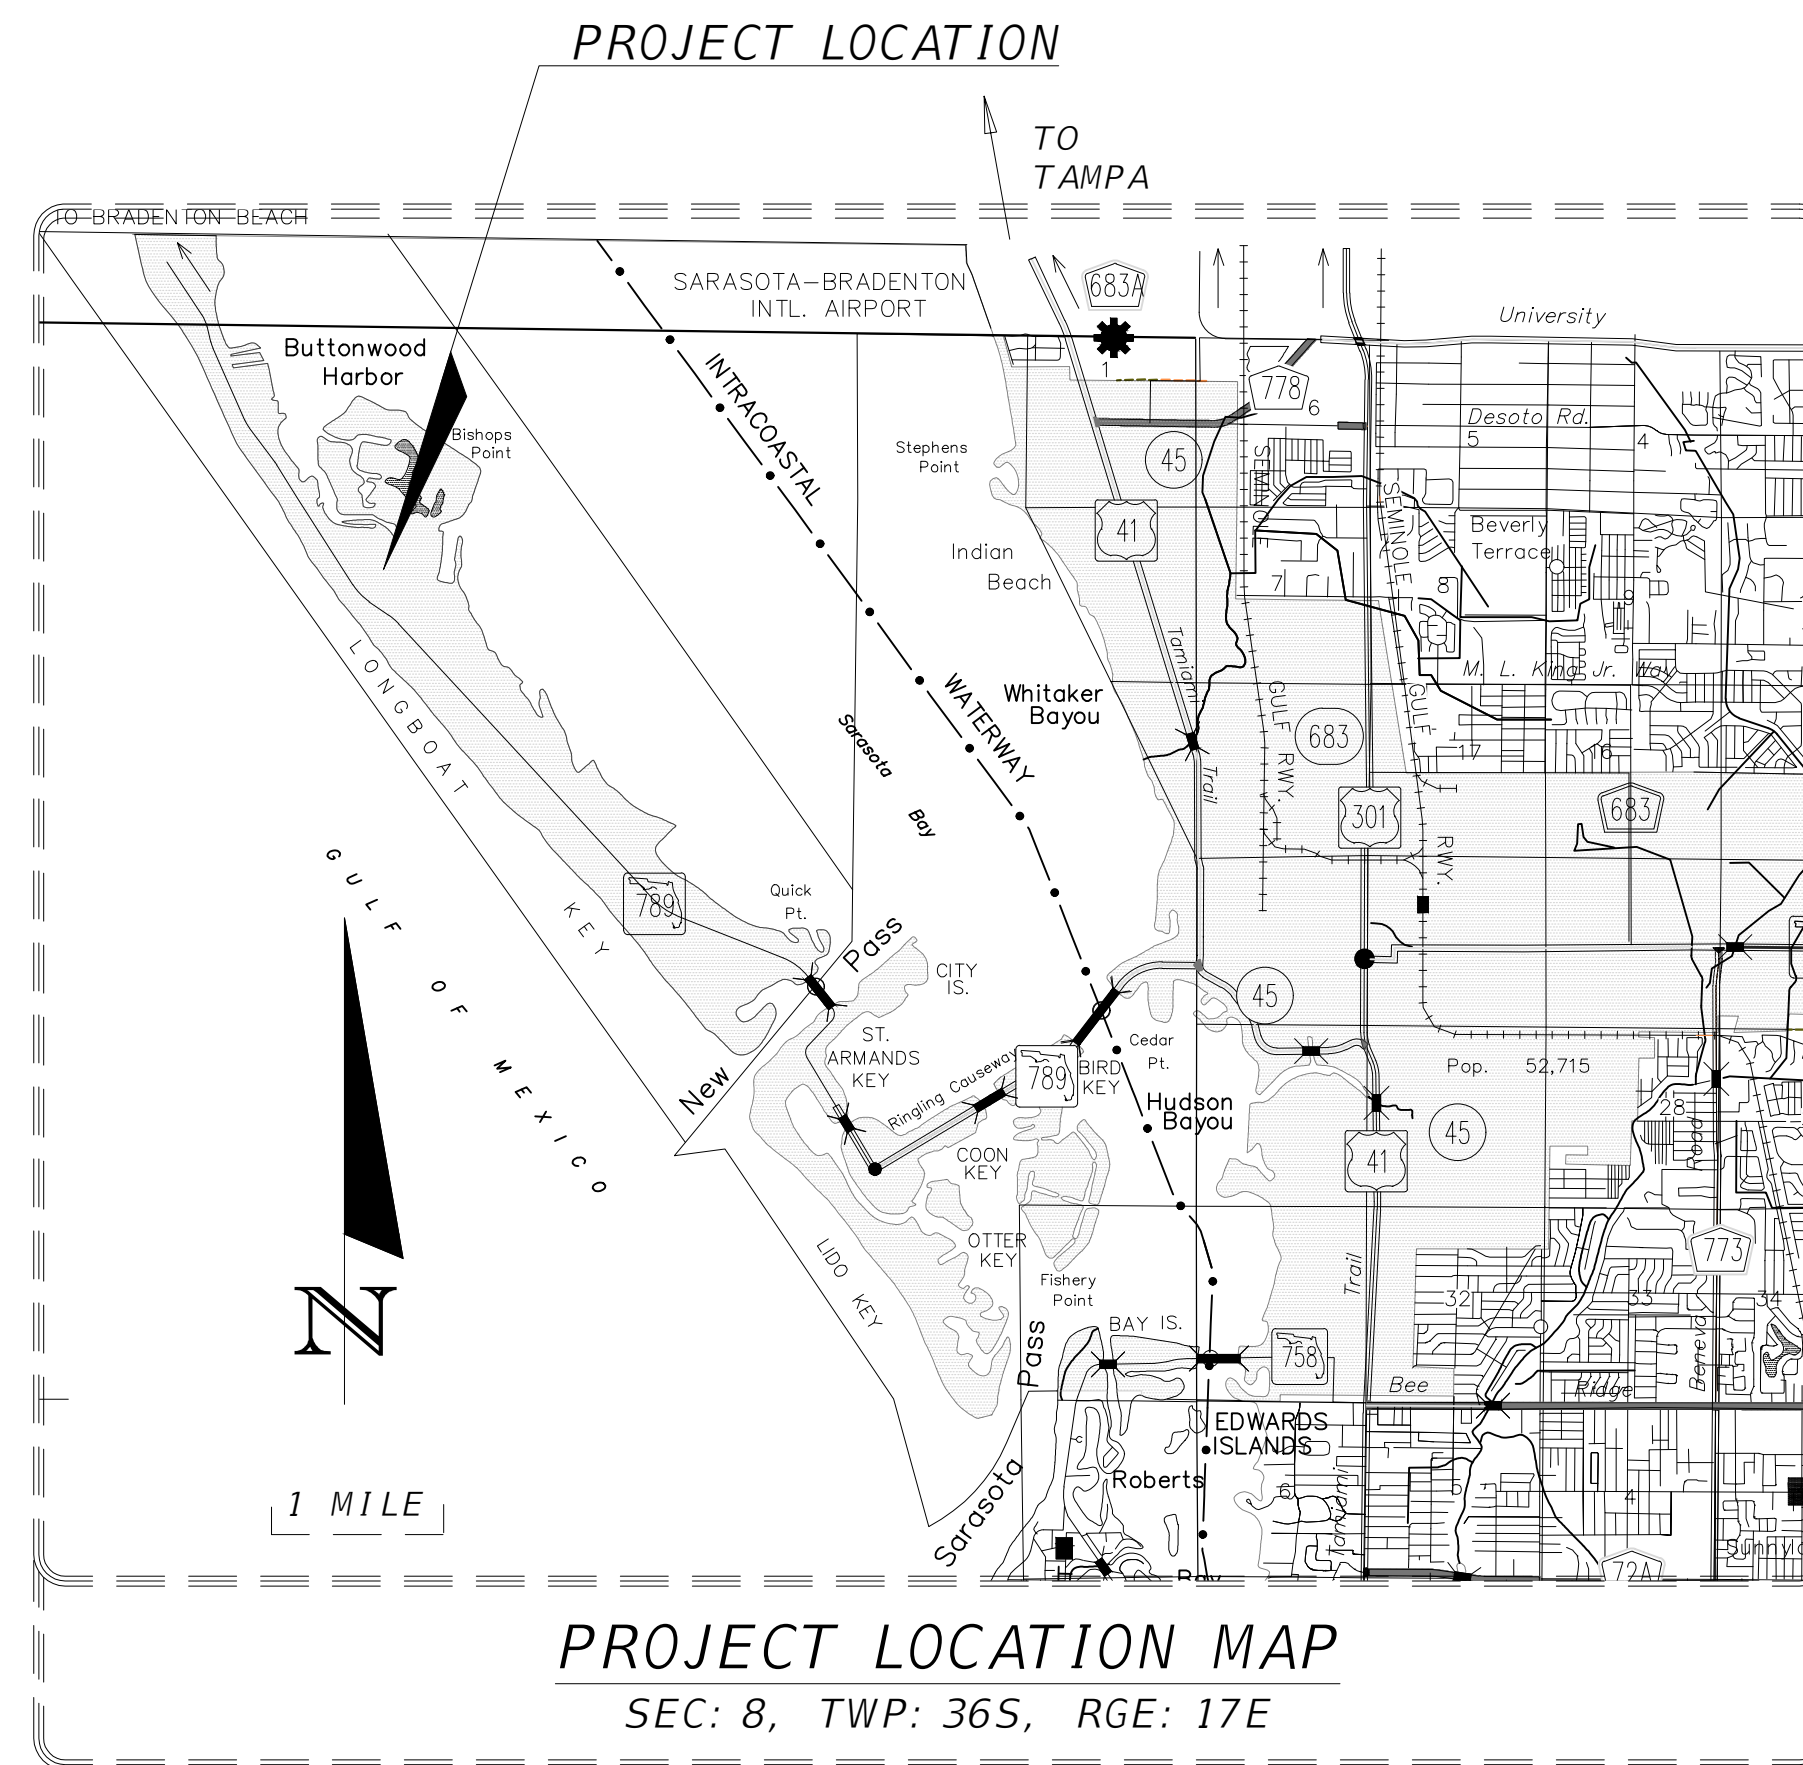 PROJECT LOCATION
TO
TAMPA
TO BRADENTON BEACH
SARASOTA-BRADENTON
INTL. AIRPORT
683A
University
Buttonwood
Harbor
1
778
6
Desoto Rd.
5
4
Bishops
Point
INTRACOASTAL
Stephens
Point
45
SEMINOLE
SEMINOLE
41
Beverly
Terrace
Indian
Beach
7
8
9
LONGBOAT
Tamiami
M. L. King Jr. Way
WATERWAY
Whitaker
Bayou
GULF
GULF
Sarasota
683
17
16
Trail
RWY.
Bay
301
683
GULF OF MEXICO
RWY.
789
Quick
Pt.
KEY
Pass
CITY
IS.
45
ST.
ARMANDS
KEY
Cedar
Pt.
Ringling Causeway
789
BIRD
KEY
Pop. 52,715
New
Hudson
Bayou
28
45
Road
COON
KEY
41
OTTER
KEY
773
LIDO KEY
Trail
Fishery
Point
32
33
34
BAY IS.
Pass
758
Bee
Ridge
Beneva
EDWARDS
ISLANDS
Roberts
6
5
4
1 MILE
Sarasota
Tamiami
72A
Bay
PROJECT LOCATION MAP
SEC: 8, TWP: 36S, RGE: 17E